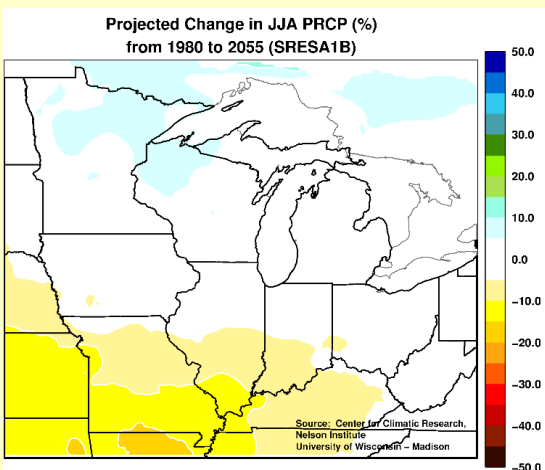 Projected Change in JJA PRCP (%)
from 1980 to 2055 (SRESA1B)
50.0
40.0
30.0
20.0
10.0
0.0
−10.0
−20.0
−30.0
−40.0
−50.0
Source: Center for Climatic Research,
Nelson Institute
University of Wisconsin – Madison